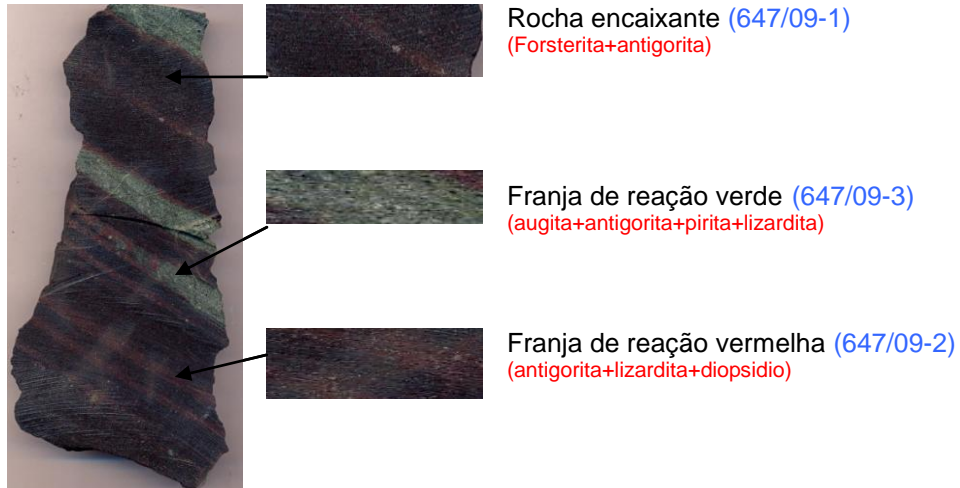 Rocha encaixante (647/09-1)
(Forsterita+antigorita)
Franja de reação verde (647/09-3)
(augita+antigorita+pirita+lizardita)
Franja de reação vermelha (647/09-2)
(antigorita+lizardita+diopsidio)